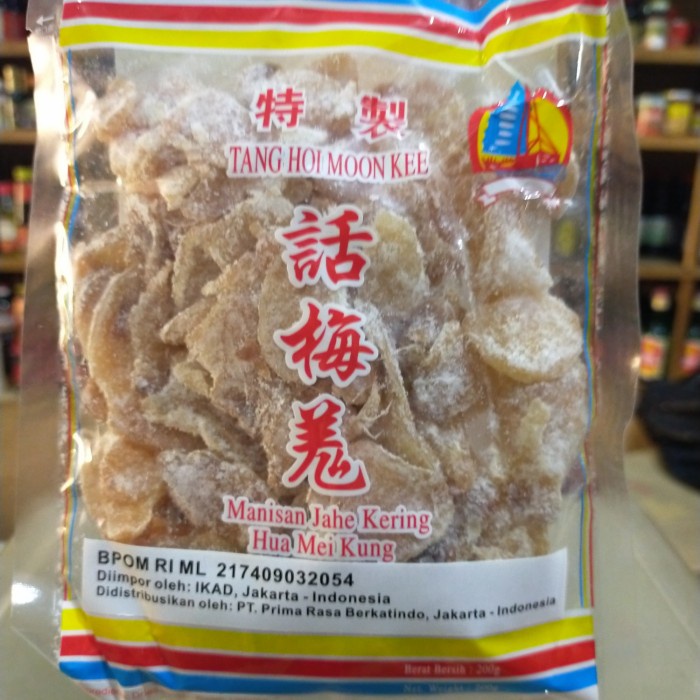 特製
TANG HOI MOON KEE
話
梅
羗
Manisan Jahe Kering
Hua Mei Kung
BPOM RI ML 217409032054
Diimpor oleh: IKAD, Jakarta - Indonesia
Didistribusikan oleh: PT. Prima Rasa Berkatindo, Jakarta - Indonesia
Berat Bersih : 200g